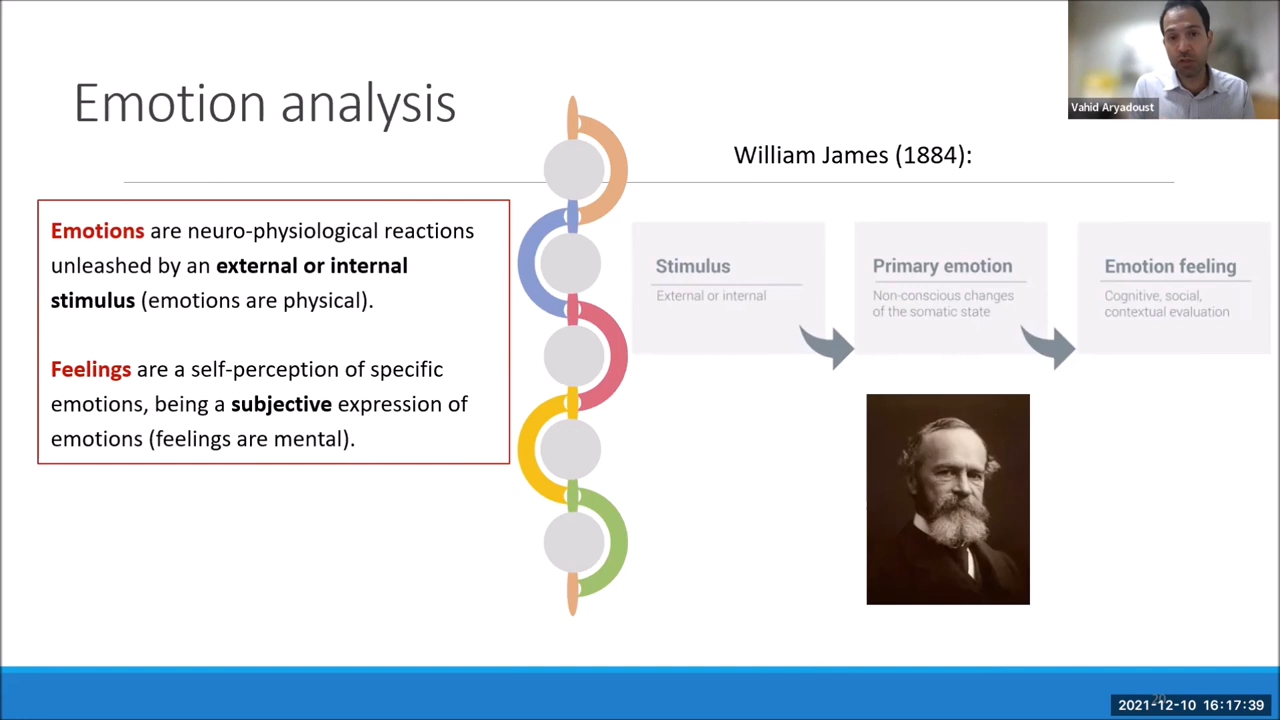 Emotion analysis
Vahid Aryadoust
William James (1884):
Emotions are neuro-physiological reactions
unleashed by an external or internal
stimulus (emotions are physical).
Feelings are a self-perception of specific
emotions, being a subjective expression of
emotions (feelings are mental).
Stimulus
External or internal
Primary emotion
Non-conscious changes
of the somatic state
Emotion feeling
Cognitive, social,
contextual evaluation
20
2021-12-10 16:17:39